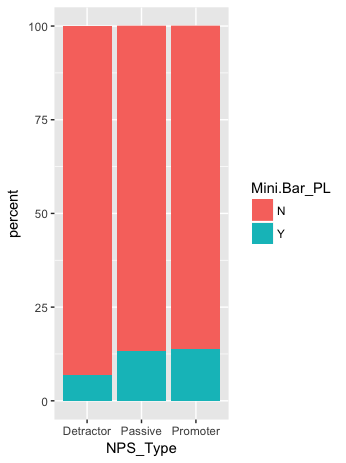 100
75
50
25
0
percent
Detractor Passive Promoter
NPS_Type
Mini.Bar_PL
N
Y